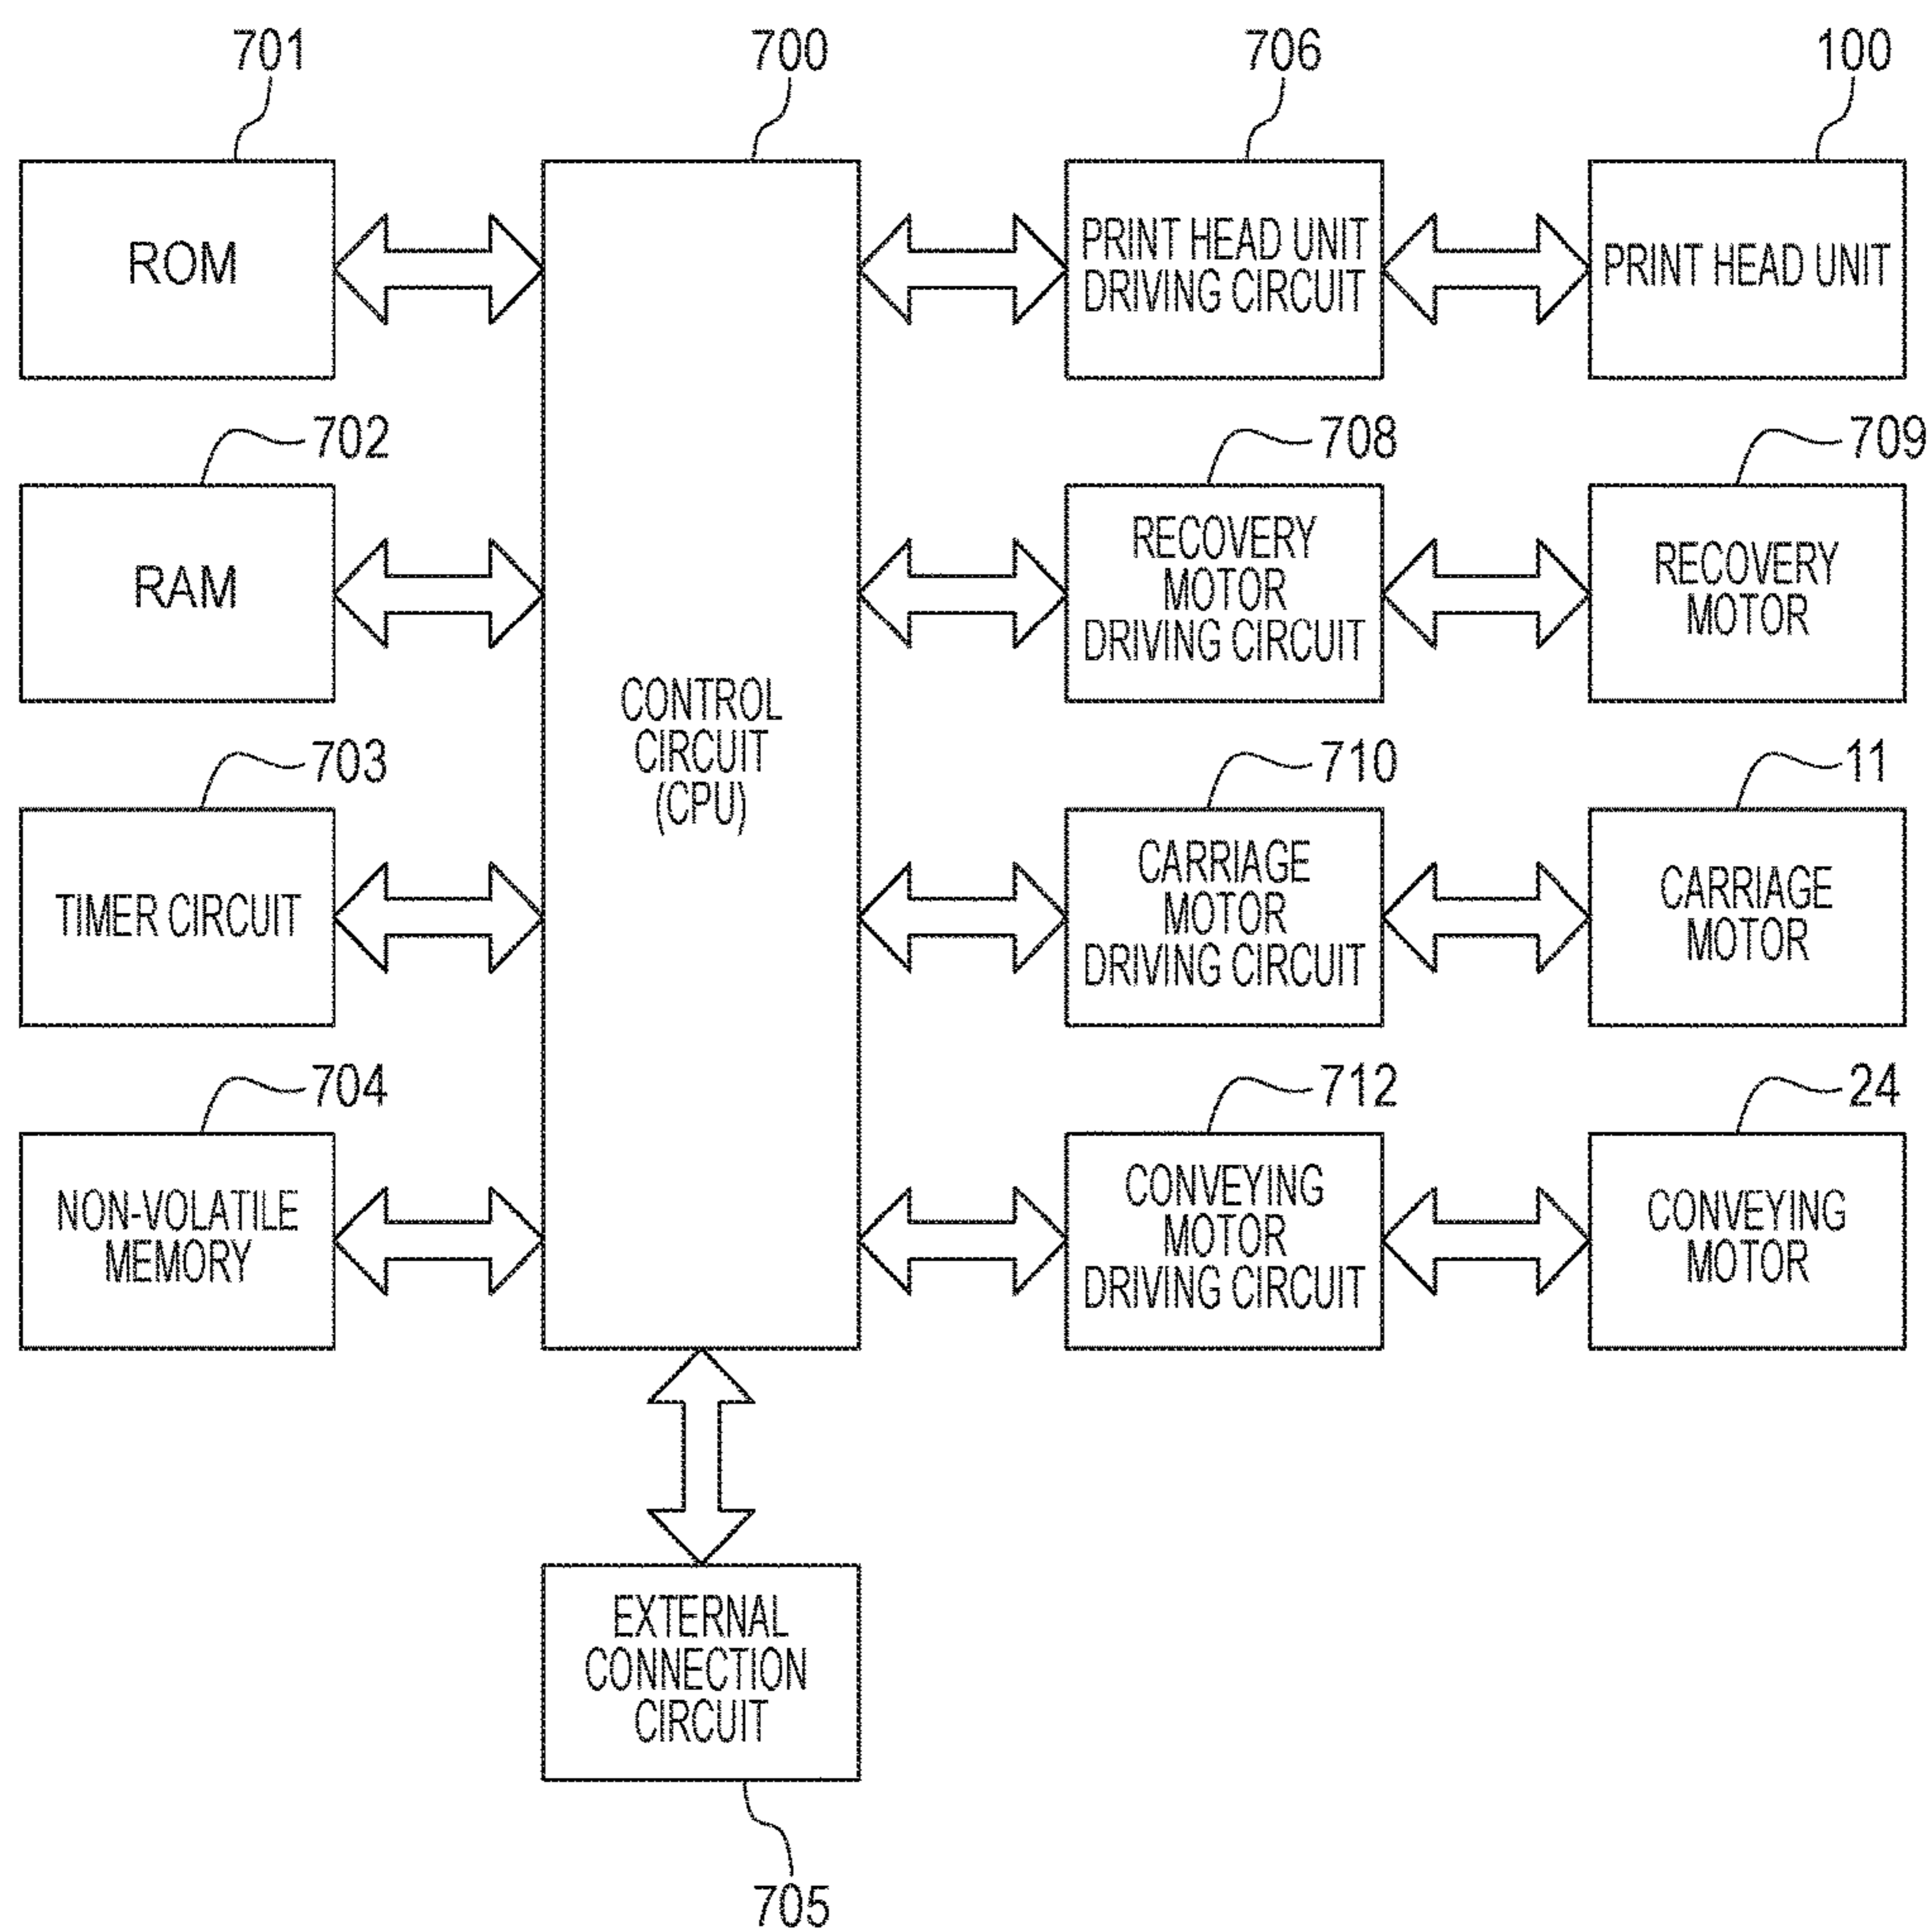 701
700
706
100
ROM
PRINT HEAD UNIT
DRIVING CIRCUIT
PRINT HEAD UNIT
702
708
709
RAM
RECOVERY
MOTOR
DRIVING CIRCUIT
RECOVERY
MOTOR
CONTROL
CIRCUIT
(CPU)
703
710
11
TIMER CIRCUIT
CARRIAGE
MOTOR
DRIVING CIRCUIT
CARRIAGE
MOTOR
704
712
24
NON-VOLATILE
MEMORY
CONVEYING
MOTOR
DRIVING CIRCUIT
CONVEYING
MOTOR
EXTERNAL
CONNECTION
CIRCUIT
705